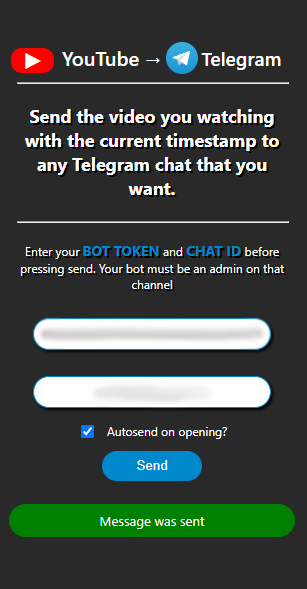 YouTube → Telegram
Send the video you watching
with the current timestamp to
any Telegram chat that you
want.
Enter your BOT TOKEN and CHAT ID before
pressing send. Your bot must be an admin on that
channel
Autosend on opening?
Send
Message was sent